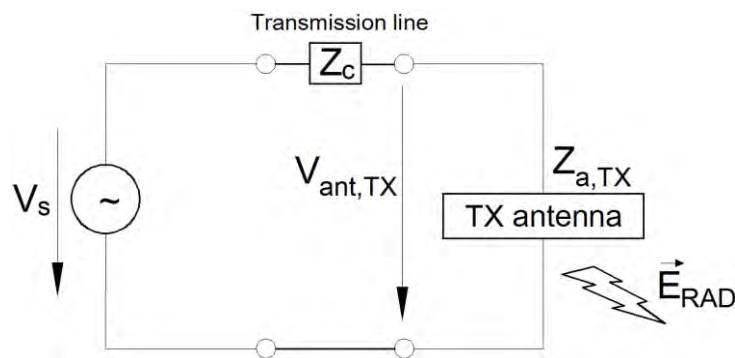 Transmission line
Zc
Vs
~
Vant,TX
Za,TX
TX antenna
ERAD